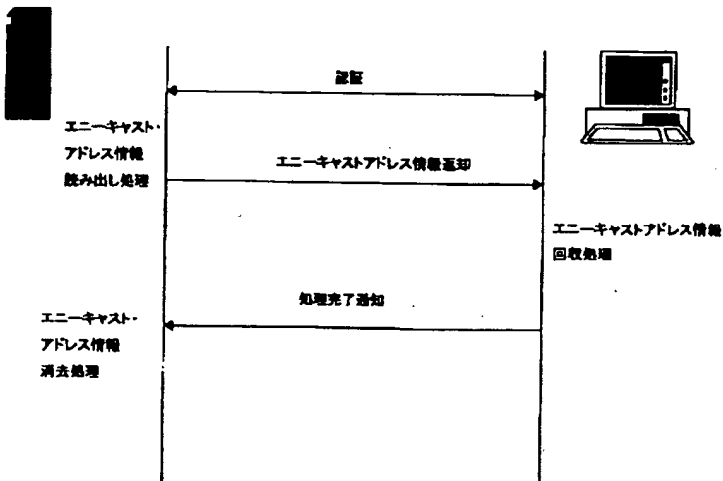 認証
エニーキャスト・
アドレス情報
読み出し処理
エニーキャストアドレス情報返却
エニーキャストアドレス情報
回収処理
処理完了通知
エニーキャスト・
アドレス情報
消去処理